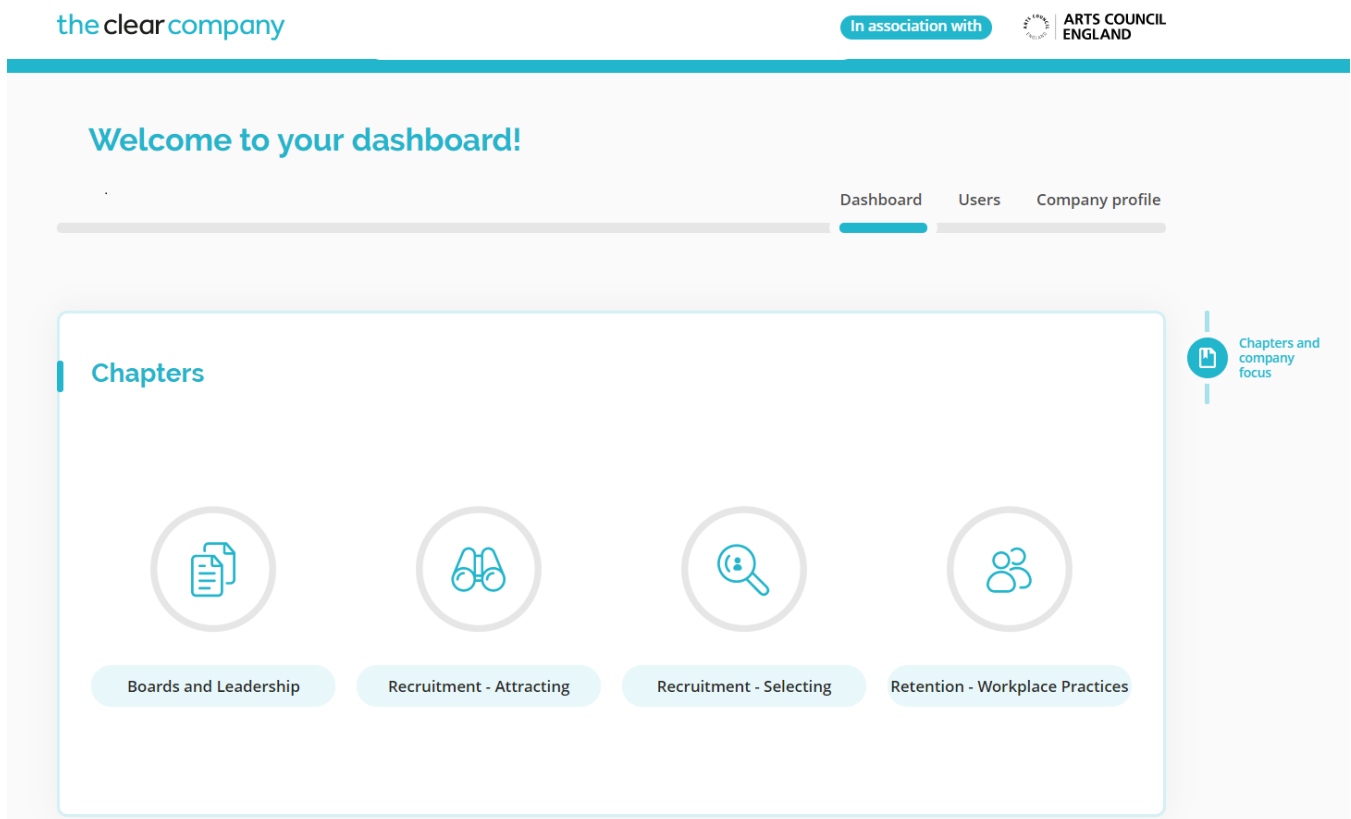 the clear company
In association with
ARTS COUNCIL
ENGLAND
Welcome to your dashboard!
.
Dashboard Users Company profile
Chapters
Chapters and
company
focus
Boards and Leadership
Recruitment - Attracting
Recruitment - Selecting
Retention - Workplace Practices